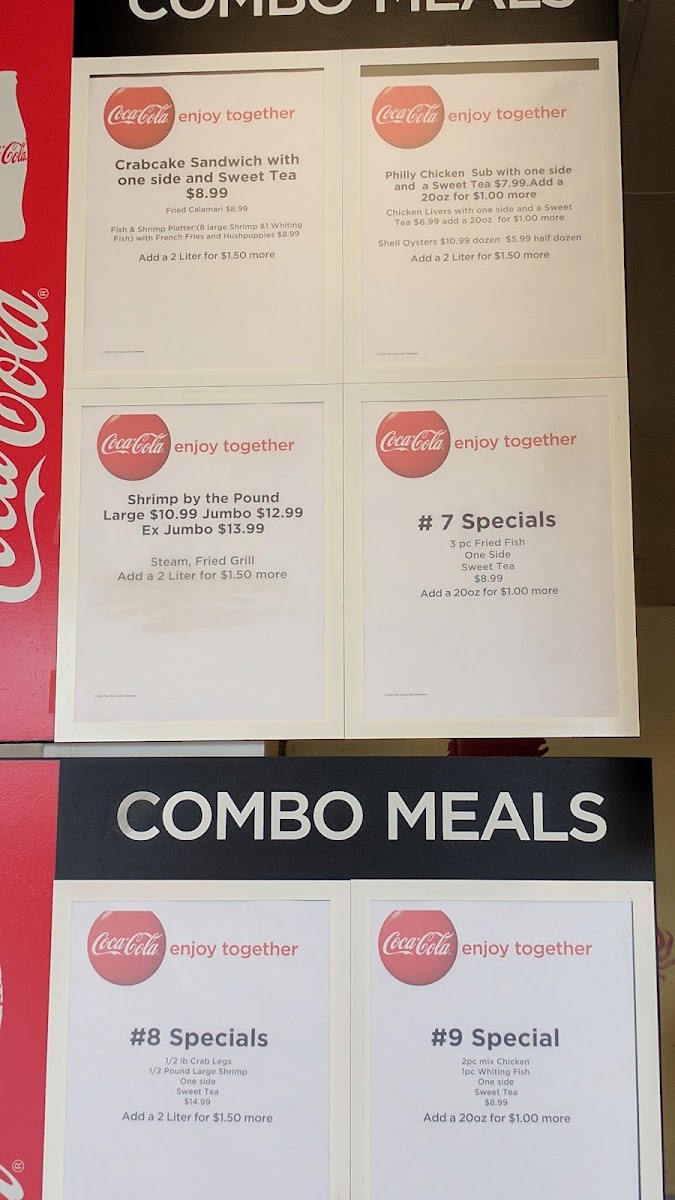 COMBO MEALS
Coca-Cola
Coca-Cola®
Coca-Cola enjoy together
Crabcake Sandwich with
one side and Sweet Tea
$8.99
Fried Calamari $8.99
Fish & Shrimp Platter:(8 large Shrimp &1 Whiting
Fish) with French Fries and Hushpuppies $8.99
Add a 2 Liter for $1.50 more
Coca-Cola enjoy together
Philly Chicken Sub with one side
and a Sweet Tea $7.99.Add a
20oz for $1.00 more
Chicken Livers with one side and a Sweet
Tea $6.99 add a 20oz for $1.00 more
Shell Oysters $10.99 dozen $5.99 half dozen
Add a 2 Liter for $1.50 more
Coca-Cola enjoy together
Shrimp by the Pound
Large $10.99 Jumbo $12.99
Ex Jumbo $13.99
Steam, Fried Grill
Add a 2 Liter for $1.50 more
Coca-Cola enjoy together
# 7 Specials
3 pc Fried Fish
One Side
Sweet Tea
$8.99
Add a 20oz for $1.00 more
COMBO MEALS
Coca-Cola enjoy together
#8 Specials
1/2 lb Crab Legs
1/2 Pound Large Shrimp
One side
Sweet Tea
$14.99
Add a 2 Liter for $1.50 more
Coca-Cola enjoy together
#9 Special
2pc mix Chicken
1pc Whiting Fish
One side
Sweet Tea
$8.99
Add a 20oz for $1.00 more